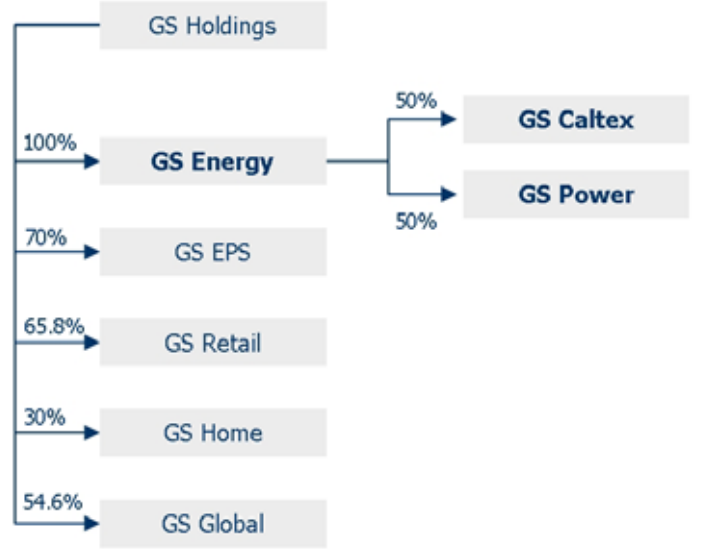 GS Holdings
100%
GS Energy
50%
GS Caltex
GS Power
50%
70%
GS EPS
65.8%
GS Retail
30%
GS Home
54.6%
GS Global